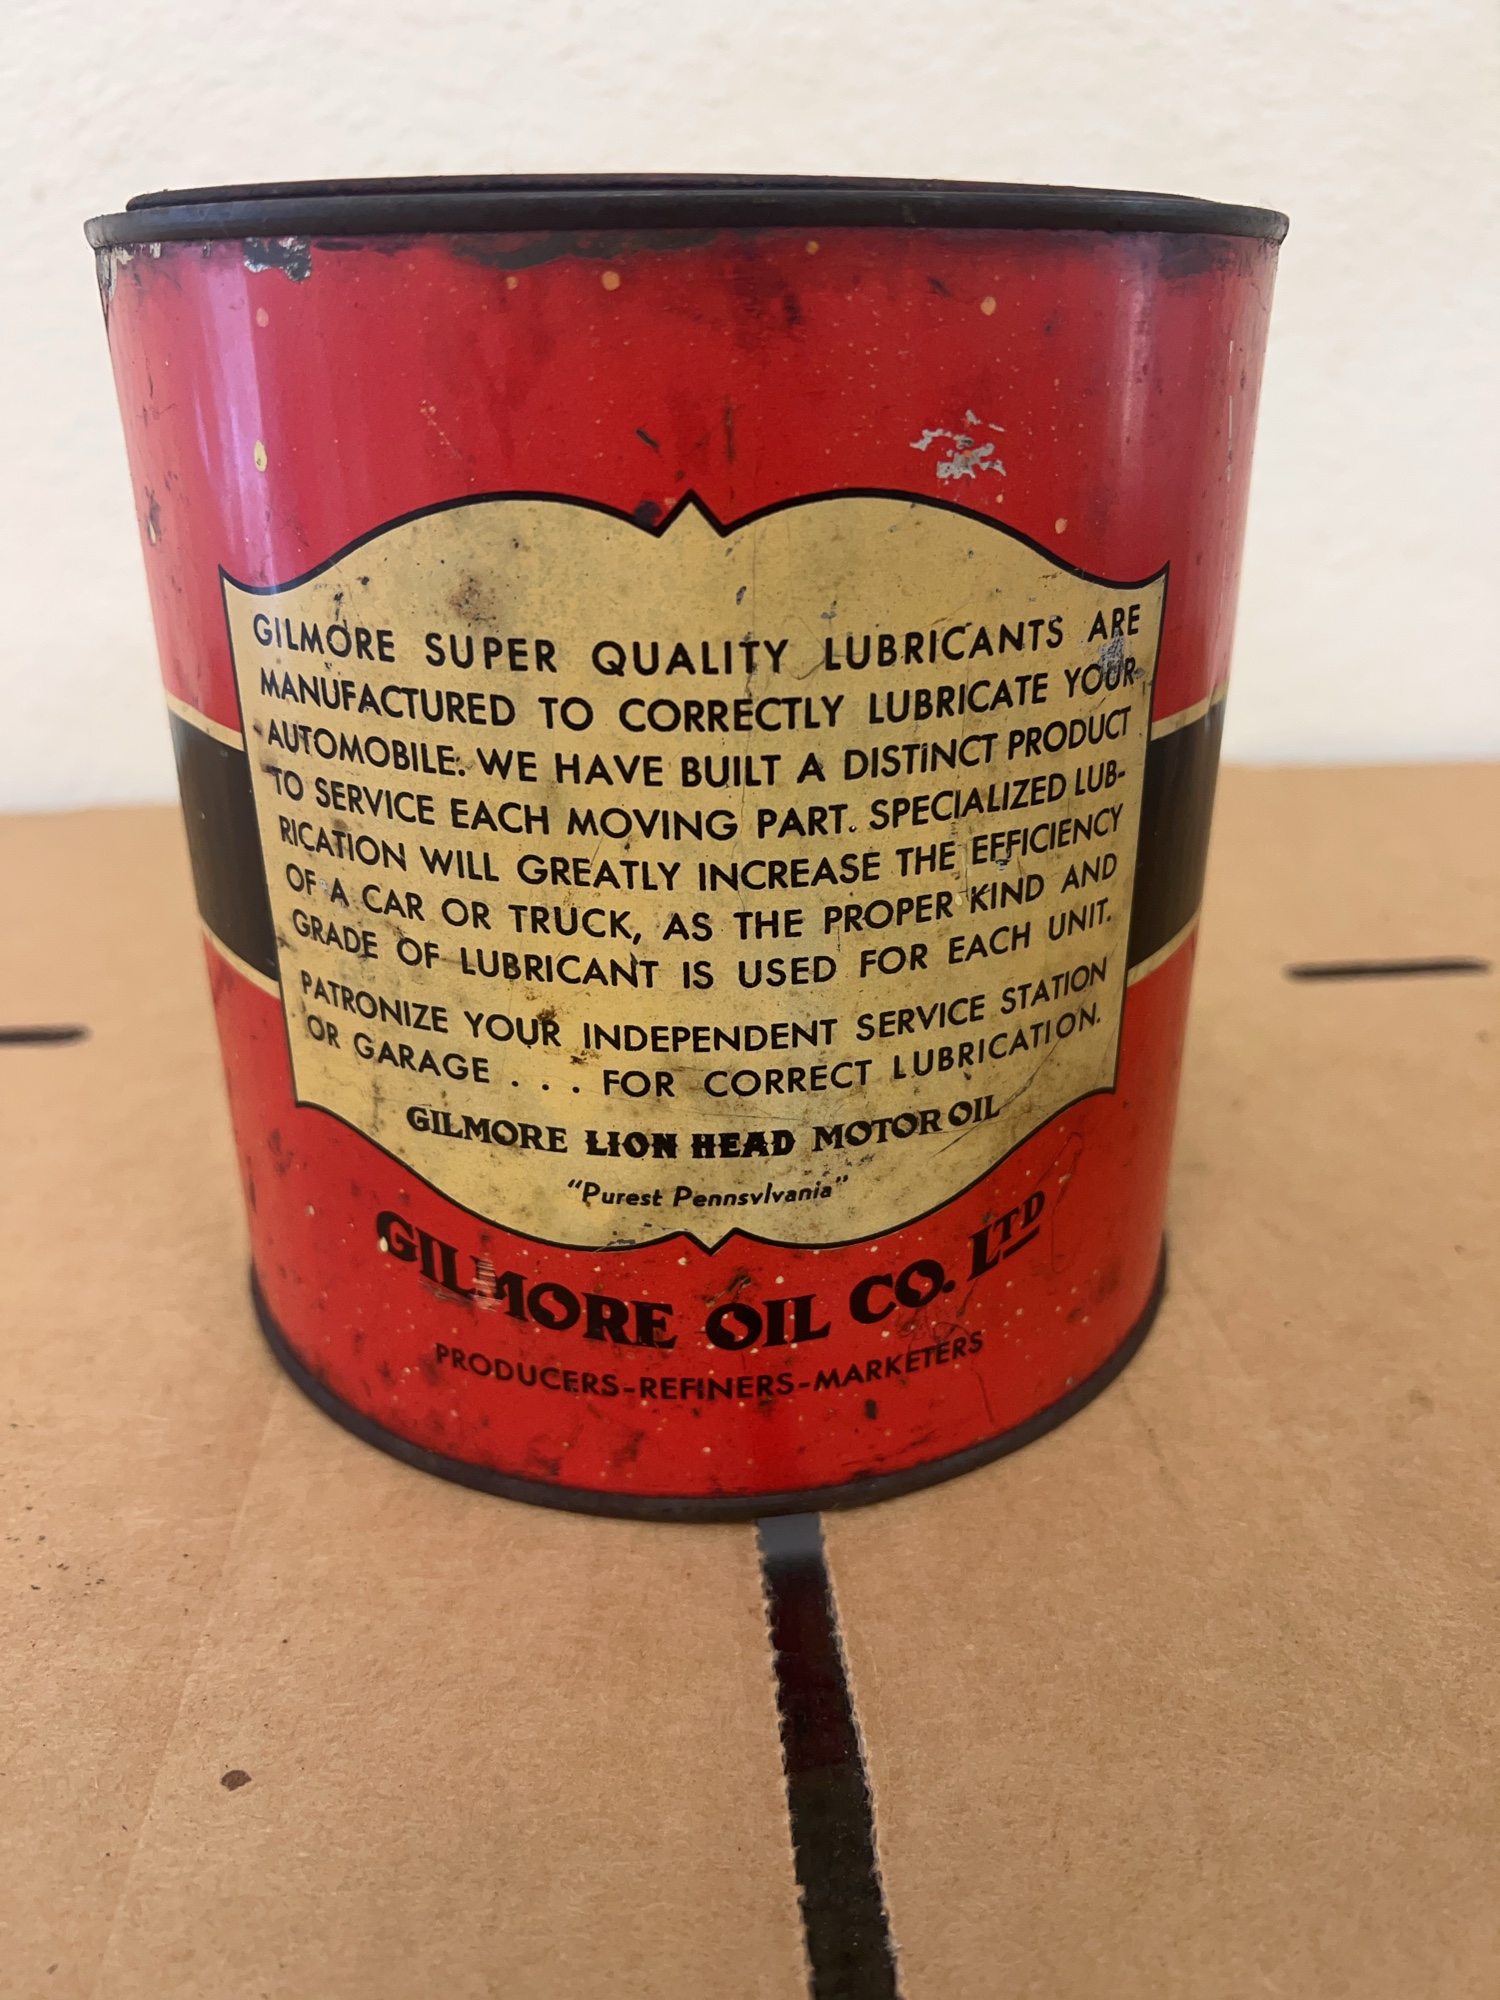 GILMORE SUPER QUALITY LUBRICANTS ARE
MANUFACTURED TO CORRECTLY LUBRICATE YOUR
AUTOMOBILE. WE HAVE BUILT A DISTINCT PRODUCT
TO SERVICE EACH MOVING PART. SPECIALIZED LUB-
RICATION WILL GREATLY INCREASE THE EFFICIENCY
OF A CAR OR TRUCK, AS THE PROPER KIND AND
GRADE OF LUBRICANT IS USED FOR EACH UNIT.
PATRONIZE YOUR INDEPENDENT SERVICE STATION
OR GARAGE . . . FOR CORRECT LUBRICATION.
GILMORE LION HEAD MOTOR OIL
"Purest Pennsylvania"
GILMORE OIL CO. LTD
PRODUCERS-REFINERS-MARKETERS